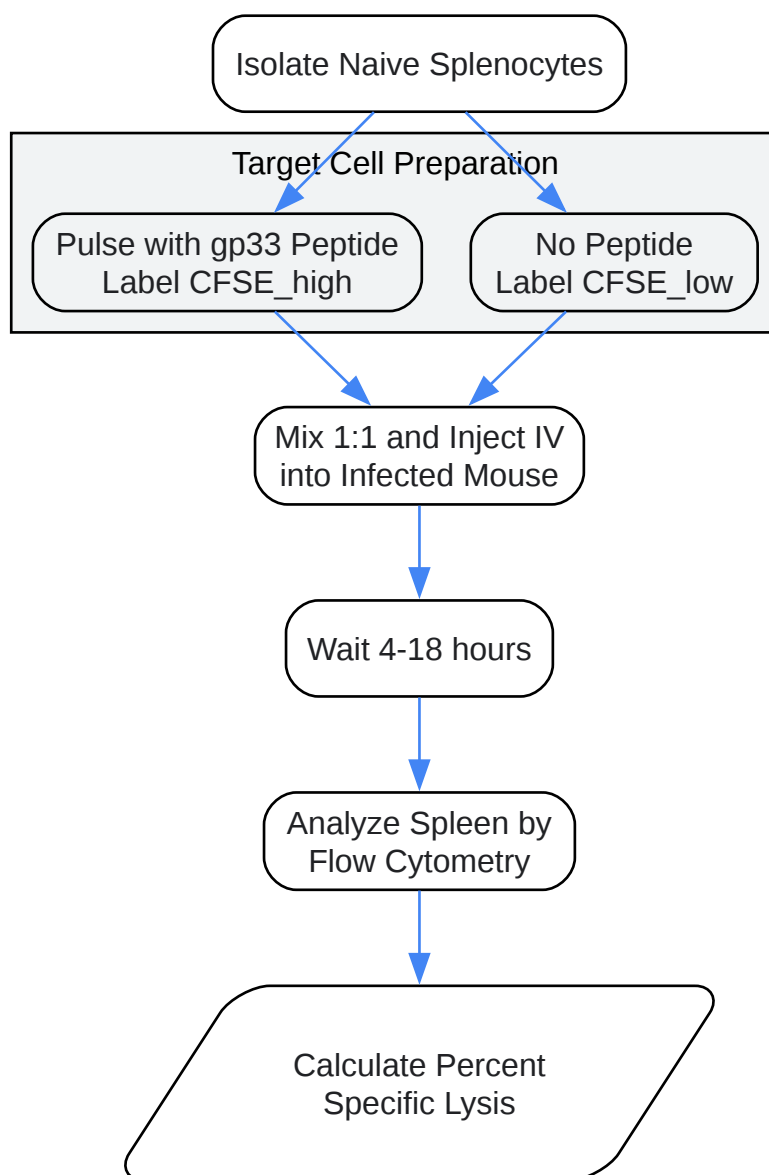 Isolate Naive Splenocytes
Target Cell Preparation
Pulse with gp33 Peptide
Label CFSE_high
No Peptide
Label CFSE_low
Mix 1:1 and Inject IV
into Infected Mouse
Wait 4-18 hours
Analyze Spleen by
Flow Cytometry
Calculate Percent
Specific Lysis